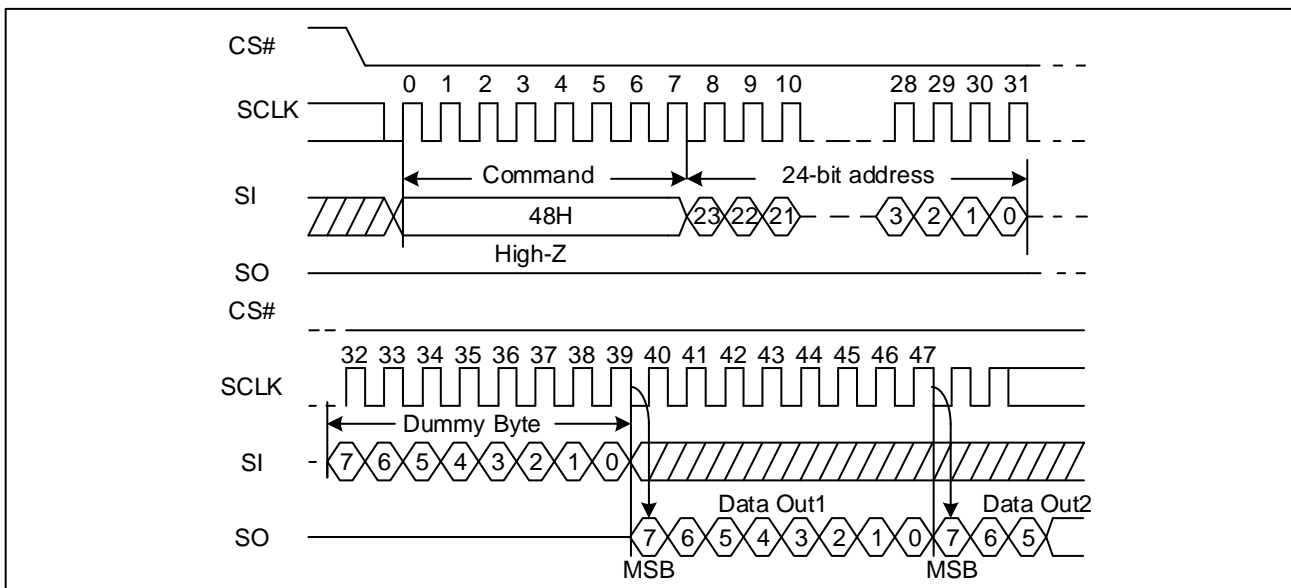 CS#
0 1 2 3 4 5 6 7 8 9 10 28 29 30 31
SCLK
Command 24-bit address
SI
48H 23 22 21 3 2 1 0
High-Z
SO
CS#
32 33 34 35 36 37 38 39 40 41 42 43 44 45 46 47
SCLK
Dummy Byte
SI 7 6 5 4 3 2 1 0
Data Out1 Data Out2
SO 7 6 5 4 3 2 1 0 7 6 5
MSB MSB